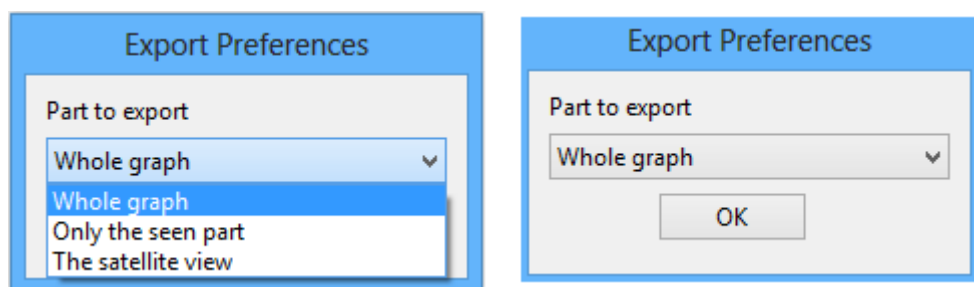 Export Preferences
Part to export
Whole graph
Whole graph
Only the seen part
The satellite view
Export Preferences
Part to export
Whole graph
OK